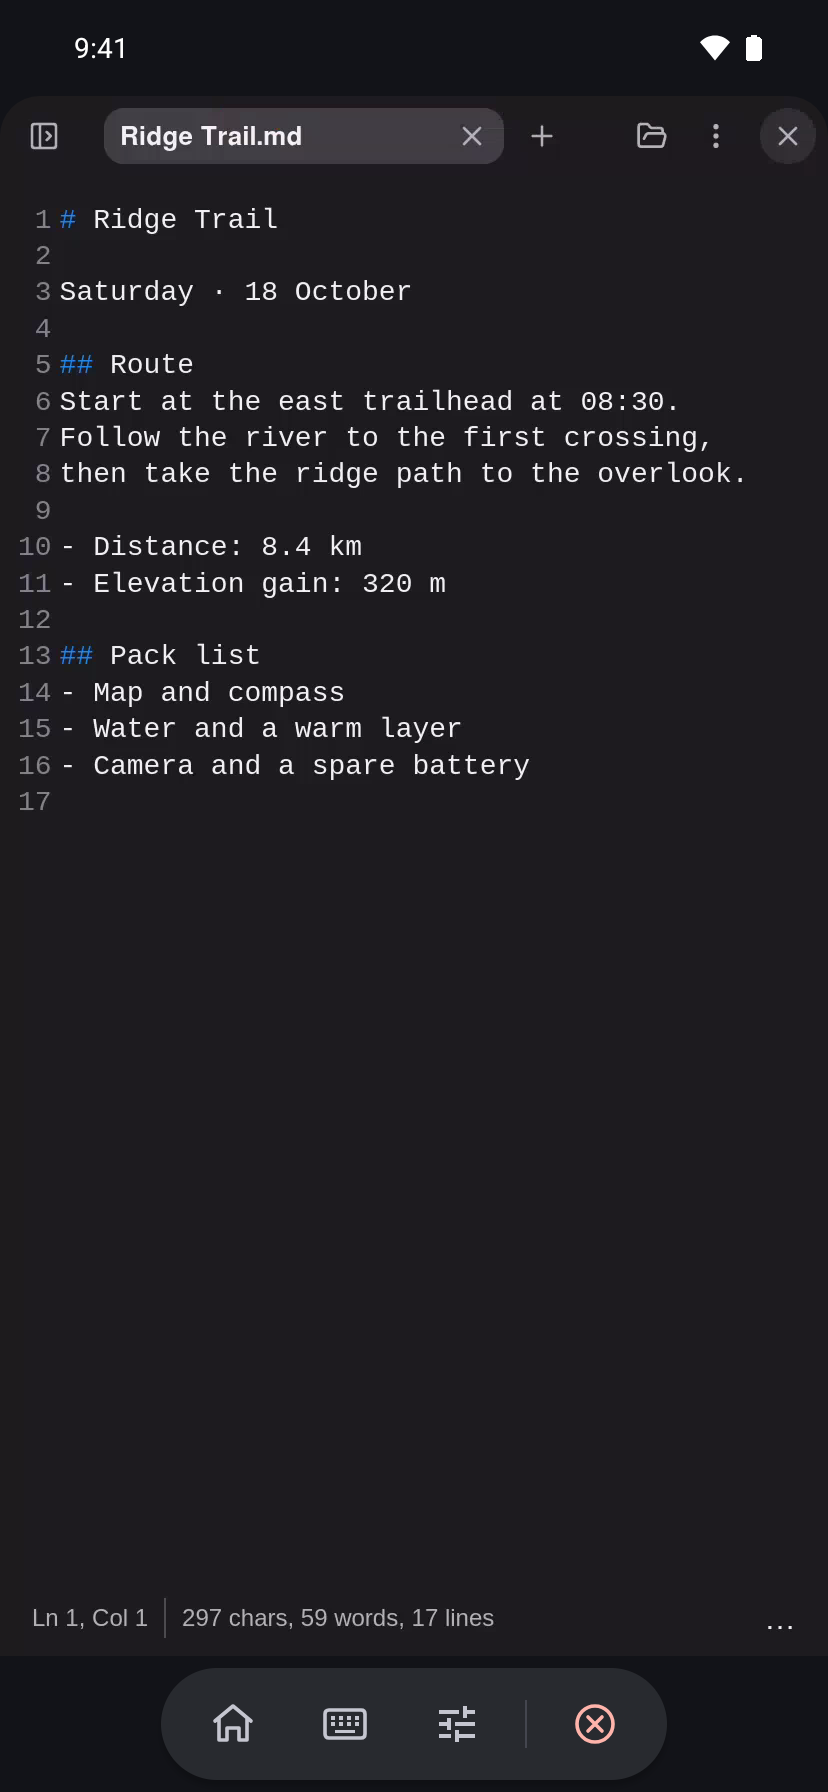 9:41
Ridge Trail.md
1 # Ridge Trail
2
3 Saturday · 18 October
4
5 ## Route
6 Start at the east trailhead at 08:30.
7 Follow the river to the first crossing,
8 then take the ridge path to the overlook.
9
10 - Distance: 8.4 km
11 - Elevation gain: 320 m
12
13 ## Pack list
14 - Map and compass
15 - Water and a warm layer
16 - Camera and a spare battery
17
Ln 1, Col 1 297 chars, 59 words, 17 lines ...